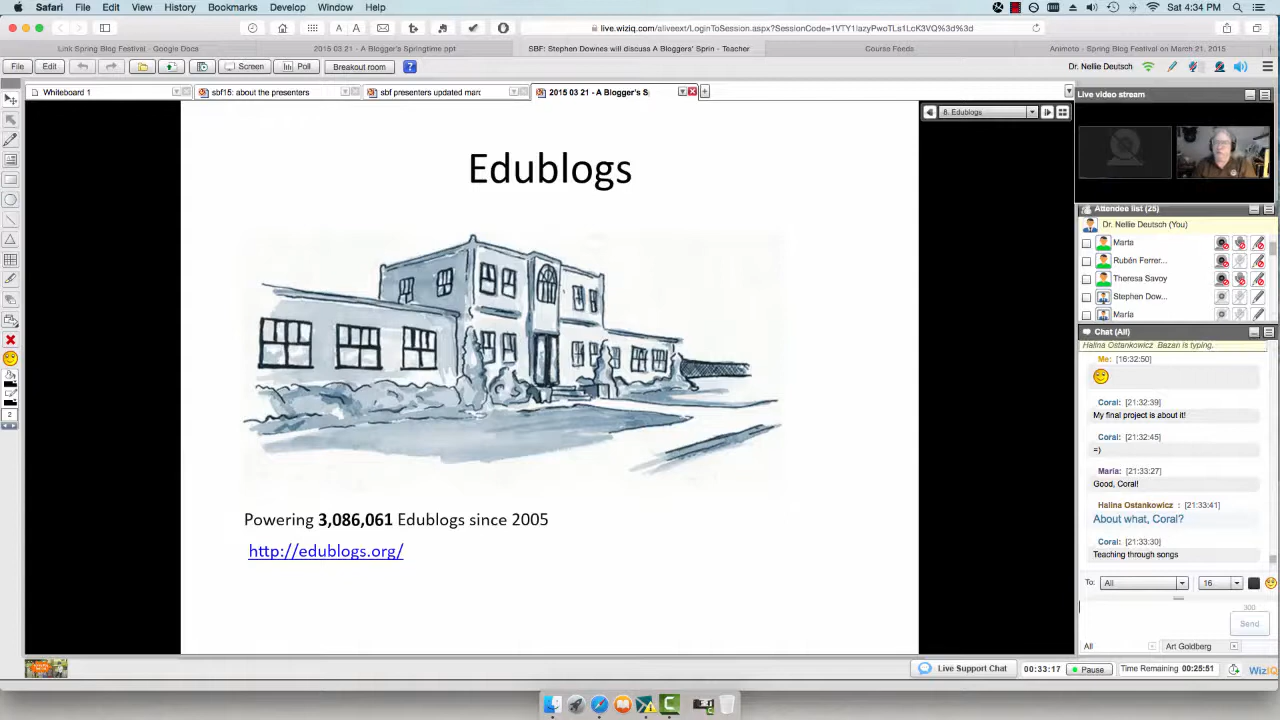 Safari File Edit View History Bookmarks Develop Window Help Sat 4:34 PM
live.wiziq.com/aliveext/LoginToSession.aspx?SessionCode=1VTY1lazyPwoTLs1LcK3VQ%3d%3d
Link Spring Blog Festival - Google Docs 2015 03 21 - A Blogger's Springtime.ppt SBF: Stephen Downes will discuss A Bloggers' Sprin - Teacher Course Feeds Animoto - Spring Blog Festival on March 21, 2015
File Edit Screen Poll Breakout room ? Dr. Nellie Deutsch
Whiteboard 1 sbf15: about the presenters sbf presenters updated marc 2015 03 21 - A Blogger's S
8. Edublogs
Edublogs
Powering 3,086,061 Edublogs since 2005
http://edublogs.org/
2
Live video stream
Attendee list (25)
Dr. Nellie Deutsch (You)
Marta
Rubén Ferrer...
Theresa Savoy
Stephen Dow...
María
Chat (All)
Halina Ostankowicz Bazan is typing.
Me: [16:32:50]
Coral: [21:32:39]
My final project is about it!
Coral: [21:32:45]
=)
María: [21:33:27]
Good, Coral!
Halina Ostankowicz : [21:33:41]
About what, Coral?
Coral: [21:33:30]
Teaching through songs
To: All 16
300
Send
All Art Goldberg
Live Support Chat 00:33:17 Pause Time Remaining 00:25:51 WizIQ